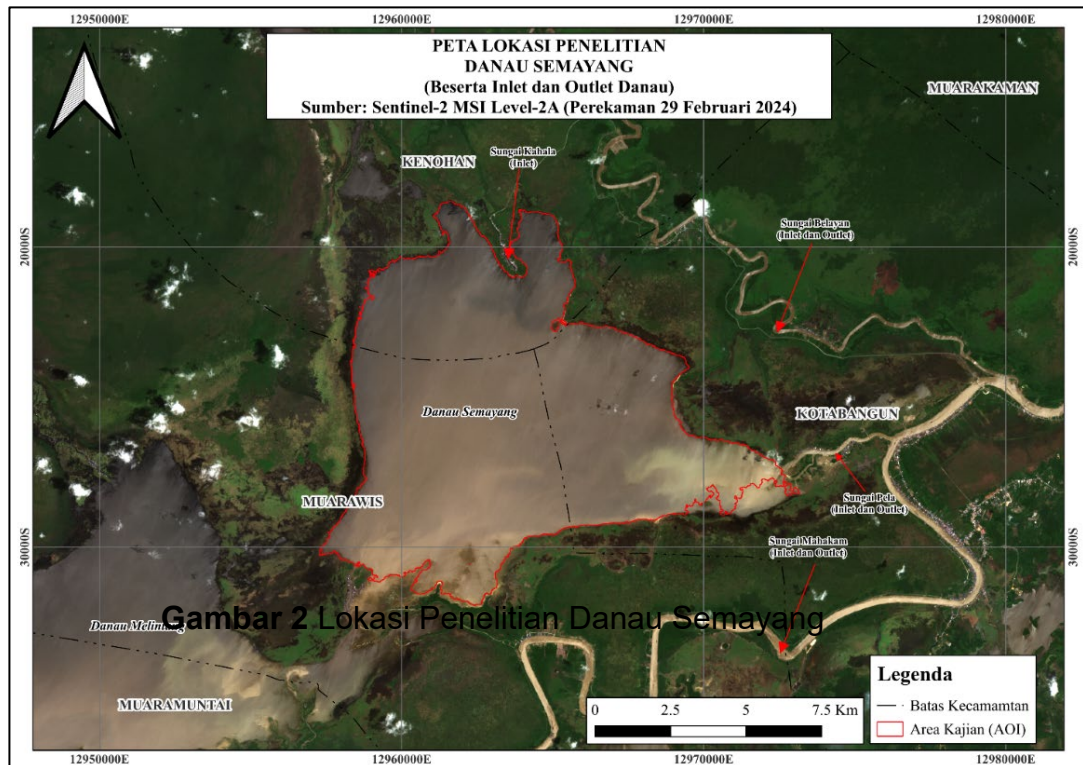 12950000E 12960000E 12970000E 12980000E
PETA LOKASI PENELITIAN
DANAU SEMAYANG
(Beserta Inlet dan Outlet Danau)
Sumber: Sentinel-2 MSI Level-2A (Perekaman 29 Februari 2024)
MUARAKAMAN
KENOHAN
Sungai Kahala
(Inlet)
Sungai Belayan
(Inlet dan Outlet)
20000S 20000S
Danau Semayang
KOTABANGUN
MUARAWIS
Sungai Pela
(Inlet dan Outlet)
Sungai Mahakam
(Inlet dan Outlet)
30000S 30000S
Gambar 2 Lokasi Penelitian Danau Semayang
Danau Melintang
MUARAMUNTAI
Legenda
Batas Kecamamtan
Area Kajian (AOI)
0 2.5 5 7.5 Km
12950000E 12960000E 12970000E 12980000E